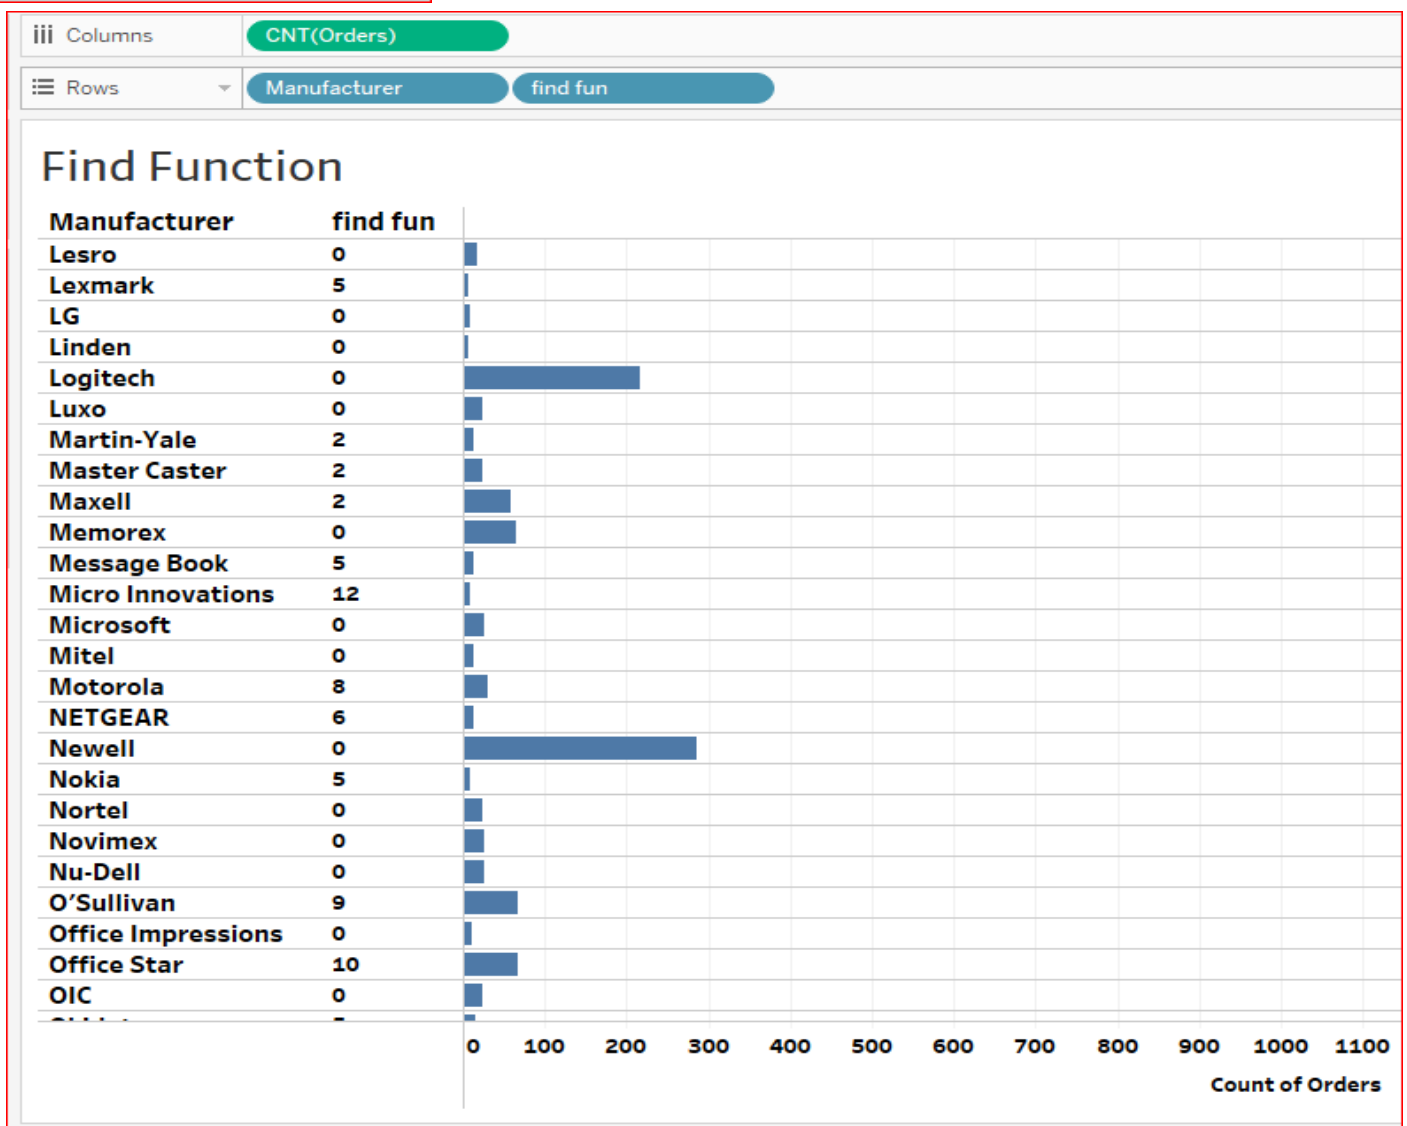 Columns CNT(Orders)
Rows Manufacturer find fun
Find Function
Manufacturer find fun
Lesro 0
Lexmark 5
LG 0
Linden 0
Logitech 0
Luxo 0
Martin-Yale 2
Master Caster 2
Maxell 2
Memorex 0
Message Book 5
Micro Innovations 12
Microsoft 0
Mitel 0
Motorola 8
NETGEAR 6
Newell 0
Nokia 5
Nortel 0
Novimex 0
Nu-Dell 0
O'Sullivan 9
Office Impressions 0
Office Star 10
OIC 0
0 100 200 300 400 500 600 700 800 900 1000 1100
Count of Orders